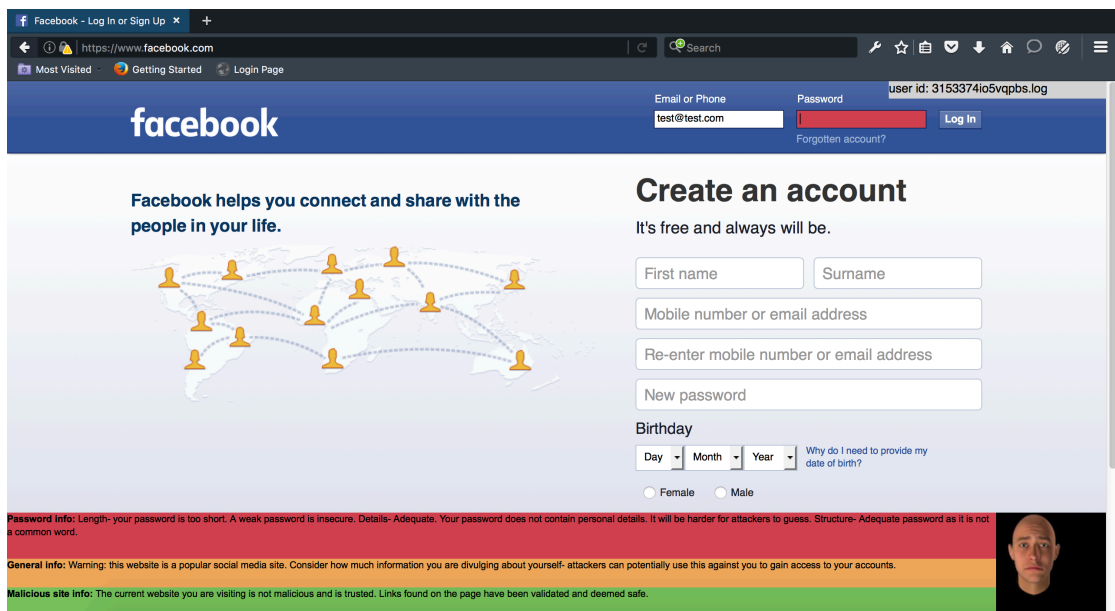 Facebook - Log In or Sign Up × +
https://www.facebook.com
Search
Most Visited
Getting Started
Login Page
user id: 3153374io5vqpbs.log
facebook
Email or Phone
Password
test@test.com
Log In
Forgotten account?
Facebook helps you connect and share with the
people in your life.
Create an account
It's free and always will be.
First name
Surname
Mobile number or email address
Re-enter mobile number or email address
New password
Birthday
Day
Month
Year
Why do I need to provide my
date of birth?
Female
Male
Password info: Length- your password is too short. A weak password is insecure. Details- Adequate. Your password does not contain personal details. It will be harder for attackers to guess. Structure- Adequate password as it is not
a common word.
General info: Warning: this website is a popular social media site. Consider how much information you are divulging about yourself- attackers can potentially use this against you to gain access to your accounts.
Malicious site info: The current website you are visiting is not malicious and is trusted. Links found on the page have been validated and deemed safe.